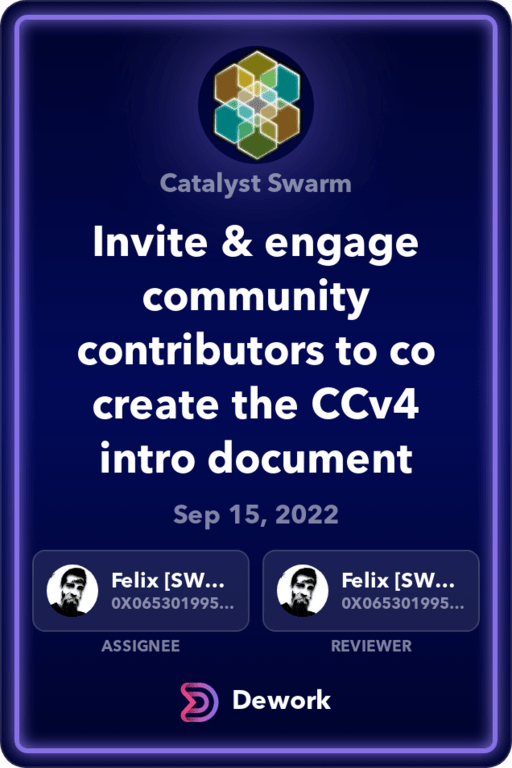 Catalyst Swarm
Invite & engage
community
contributors to co
create the CCv4
intro document
Sep 15, 2022
Felix [SW...
0X065301995...
ASSIGNEE
Felix [SW...
0X065301995...
REVIEWER
Dework